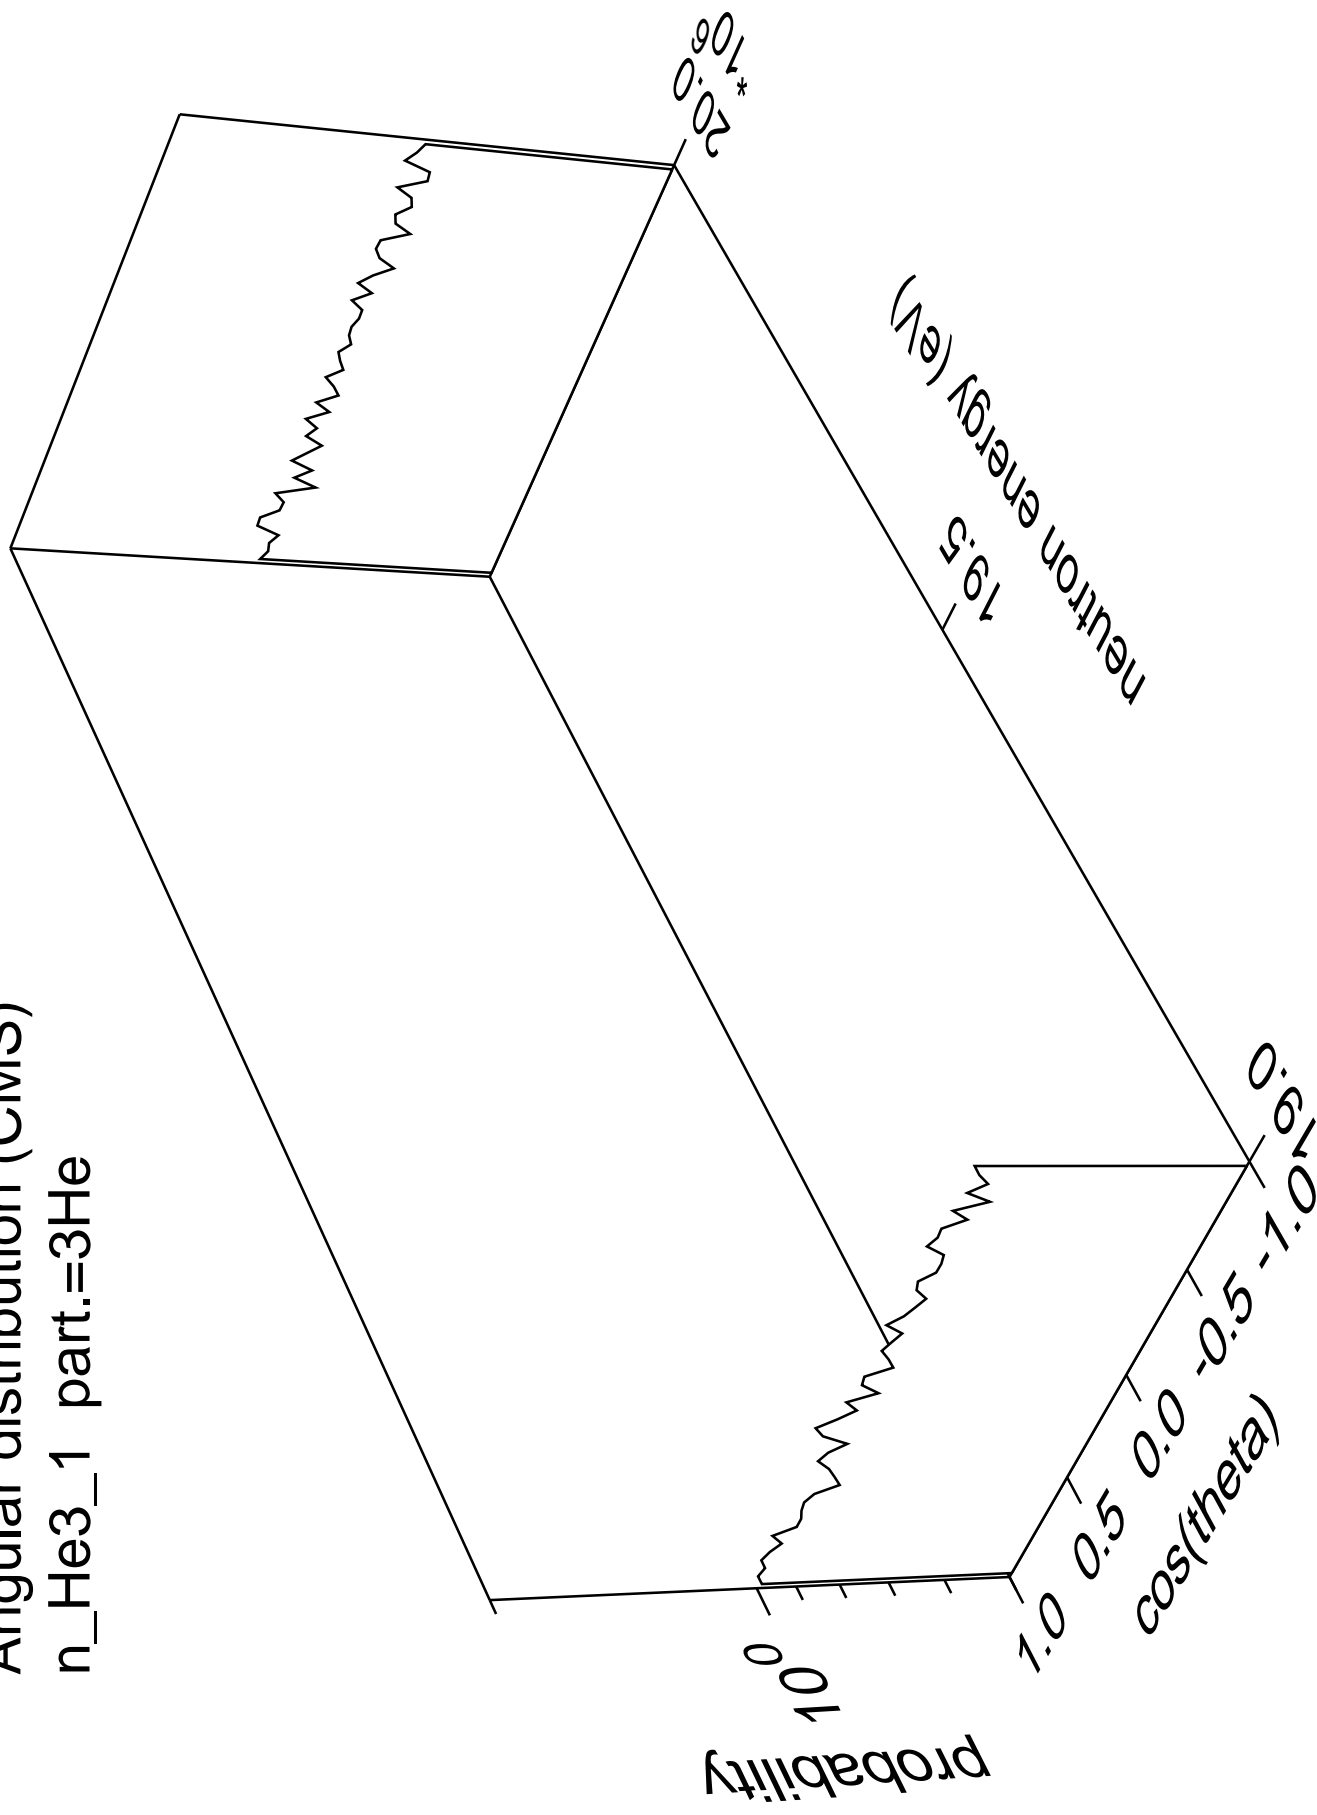 Angular distribution (CMS)
n_He3_1 part.=3He
probability
10^0
1.0
0.5
0.0
-0.5
-1.0
cos(theta)
19.0
19.5
20.0
* 10^6
neutron energy (eV)